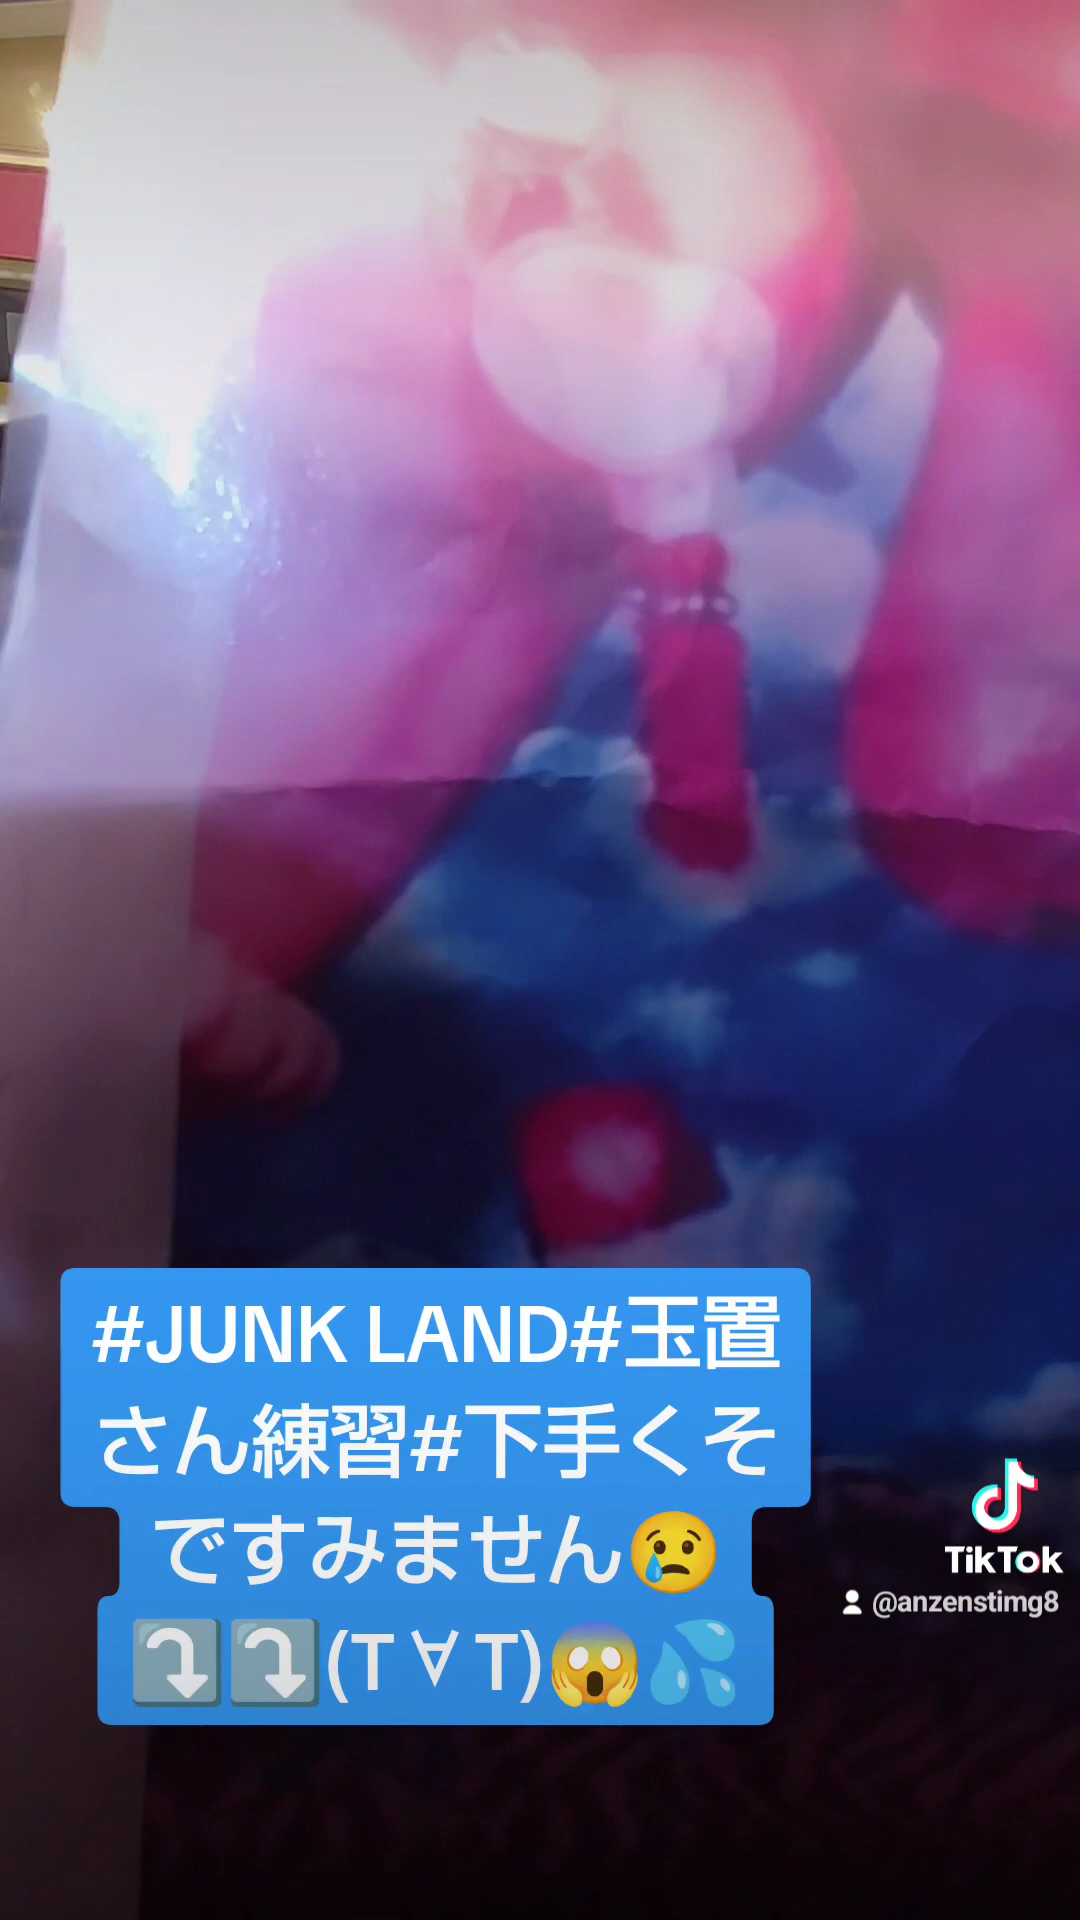 #JUNK LAND#玉置
さん練習#下手くそ
ですみません😢
⤵️⤵️(T∀T)😱💦
TikTok
@anzenstimg8